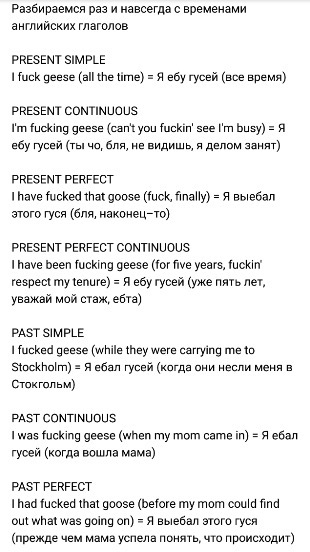 Разбираемся раз и навсегда с временами
английских глаголов
PRESENT SIMPLE
I fuck geese (all the time) = Я ебу гусей (все время)
PRESENT CONTINUOUS
I'm fucking geese (can't you fuckin' see I'm busy) = Я
ебу гусей (ты чо, бля, не видишь, я делом занят)
PRESENT PERFECT
I have fucked that goose (fuck, finally) = Я выебал
этого гуся (бля, наконец–то)
PRESENT PERFECT CONTINUOUS
I have been fucking geese (for five years, fuckin'
respect my tenure) = Я ебу гусей (уже пять лет,
уважай мой стаж, ебта)
PAST SIMPLE
I fucked geese (while they were carrying me to
Stockholm) = Я ебал гусей (когда они несли меня в
Стокгольм)
PAST CONTINUOUS
I was fucking geese (when my mom came in) = Я ебал
гусей (когда вошла мама)
PAST PERFECT
I had fucked that goose (before my mom could find
out what was going on) = Я выебал этого гуся
(прежде чем мама успела понять, что происходит)